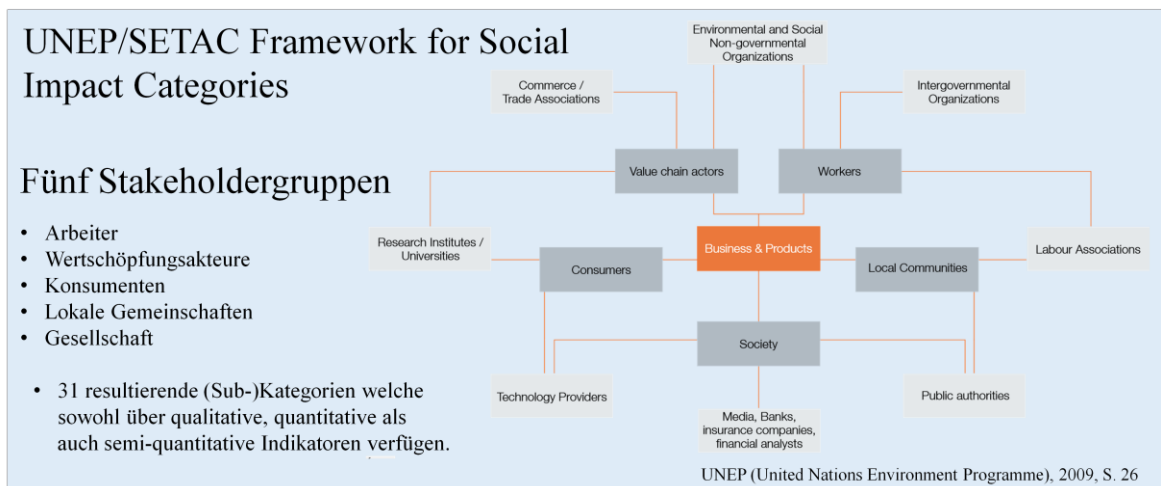 UNEP/SETAC Framework for Social
Impact Categories
Fünf Stakeholdergruppen
• Arbeiter
• Wertschöpfungsakteure
• Konsumenten
• Lokale Gemeinschaften
• Gesellschaft
• 31 resultierende (Sub-)Kategorien welche
sowohl über qualitative, quantitative als
auch semi-quantitative Indikatoren verfügen.
Environmental and Social
Non-governmental
Organizations
Commerce /
Trade Associations
Intergovernmental
Organizations
Value chain actors
Workers
Research Institutes /
Universities
Business & Products
Labour Associations
Consumers
Local Communities
Society
Technology Providers
Public authorities
Media, Banks,
insurance companies,
financial analysts
UNEP (United Nations Environment Programme), 2009, S. 26